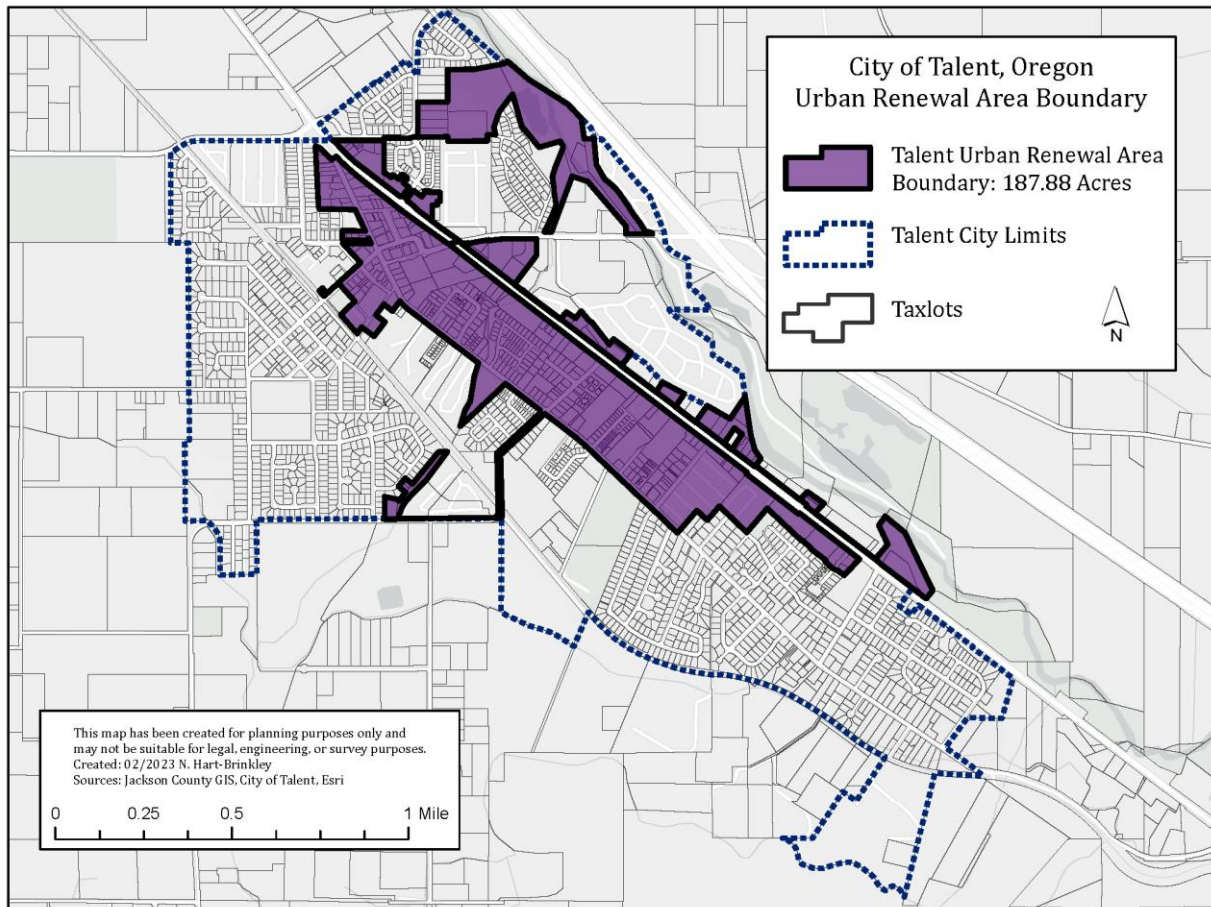 City of Talent, Oregon
Urban Renewal Area Boundary
Talent Urban Renewal Area
Boundary: 187.88 Acres
Talent City Limits
Taxlots
N
This map has been created for planning purposes only and
may not be suitable for legal, engineering, or survey purposes.
Created: 02/2023 N. Hart-Brinkley
Sources: Jackson County GIS, City of Talent, Esri
0 0.25 0.5 1 Mile